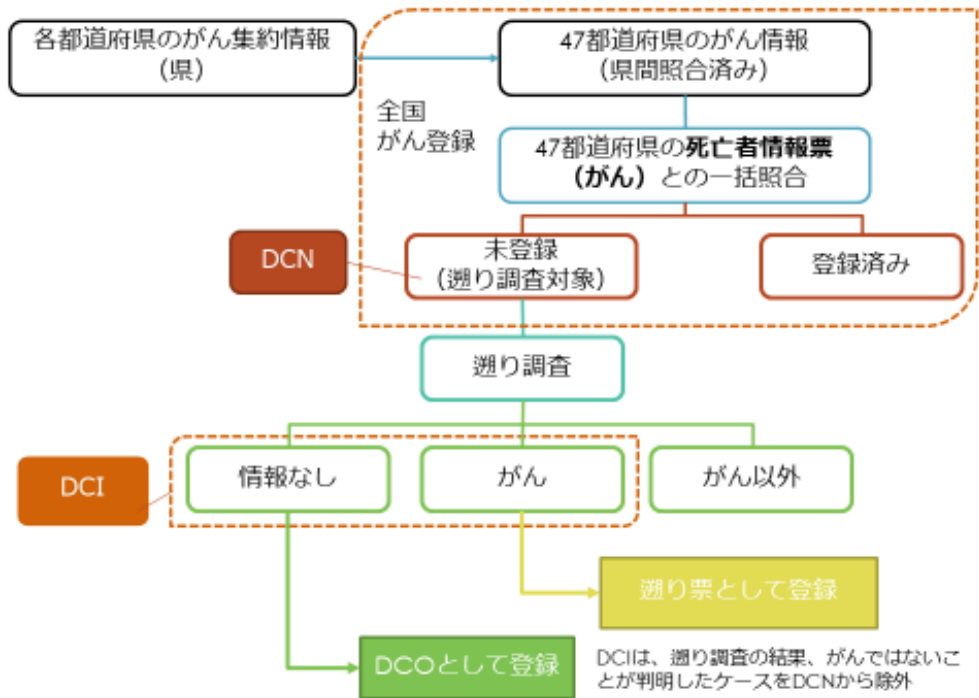 各都道府県のがん集約情報
（県）
47都道府県のがん情報
（県間照合済み）
全国
がん登録
47都道府県の死亡者情報票
（がん）との一括照合
DCN
未登録
（遡り調査対象）
登録済み
遡り調査
DCI
情報なし
がん
がん以外
遡り票として登録
DCOとして登録
DCIは、遡り調査の結果、がんではないこ
とが判明したケースをDCNから除外